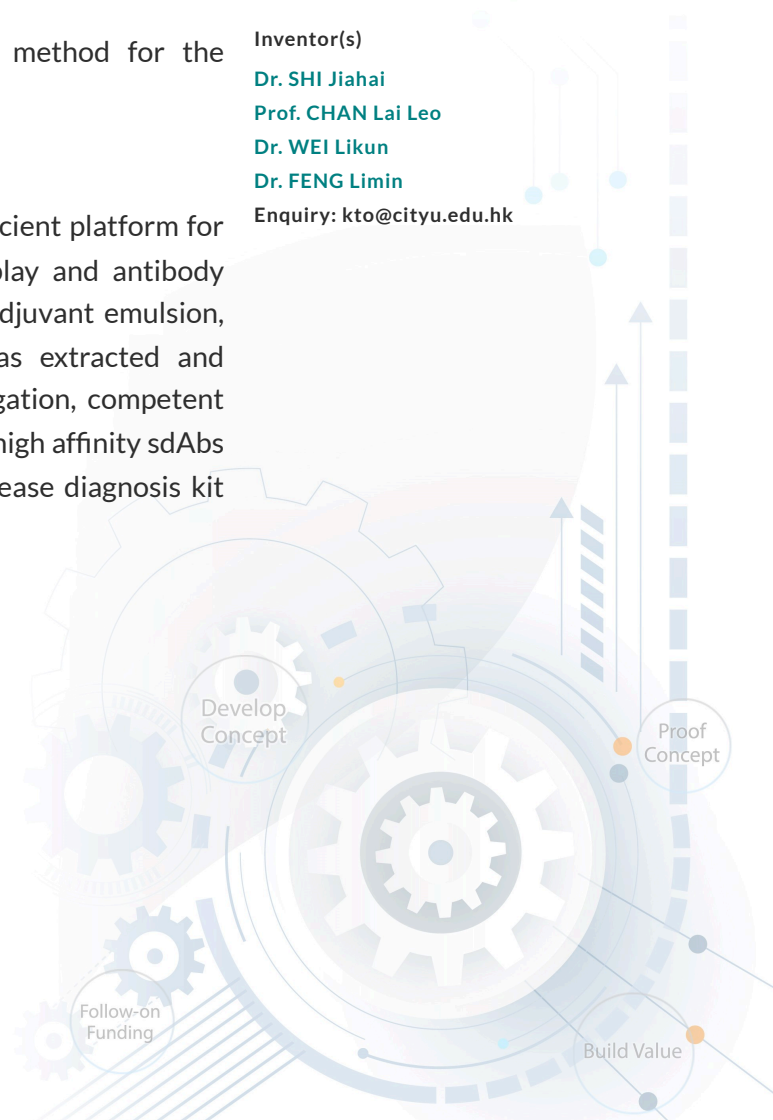 method for the
cient platform for
play and antibody
djuvant emulsion,
as extracted and
gation, competent
high affinity sdAbs
ease diagnosis kit
Inventor(s)
Dr. SHI Jiahai
Prof. CHAN Lai Leo
Dr. WEI Likun
Dr. FENG Limin
Enquiry: kto@cityu.edu.hk
Develop
Concept
Proof
Concept
Follow-on
Funding
Build Value